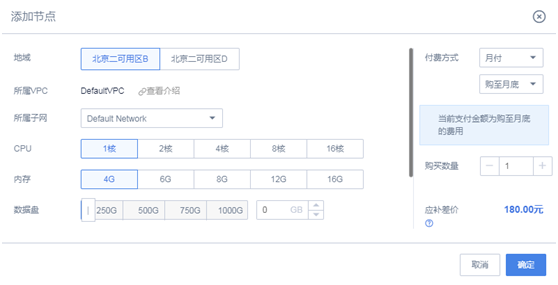 添加节点
地域 北京二可用区B 北京二可用区D 付费方式 月付
所属VPC DefaultVPC 查看介绍 购至月底
所属子网 Default Network 当前支付金额为购至月底的费用
CPU 1核 2核 4核 8核 16核
内存 4G 6G 8G 12G 16G 购买数量 1
数据盘 250G 500G 750G 1000G 0 GB 应补差价 180.00元
取消 确定